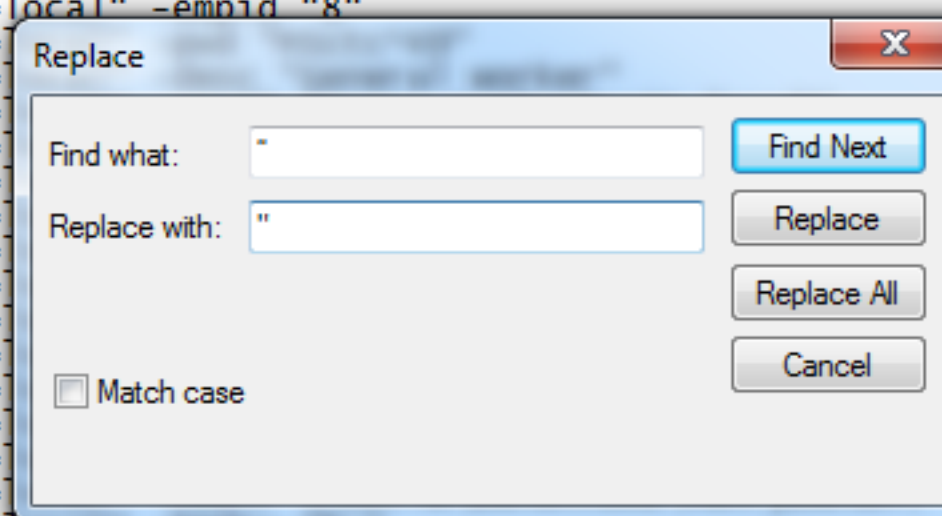 local" -empid "8"
Replace
Find what: "
Find Next
Replace with: "
Replace
Replace All
Cancel
Match case